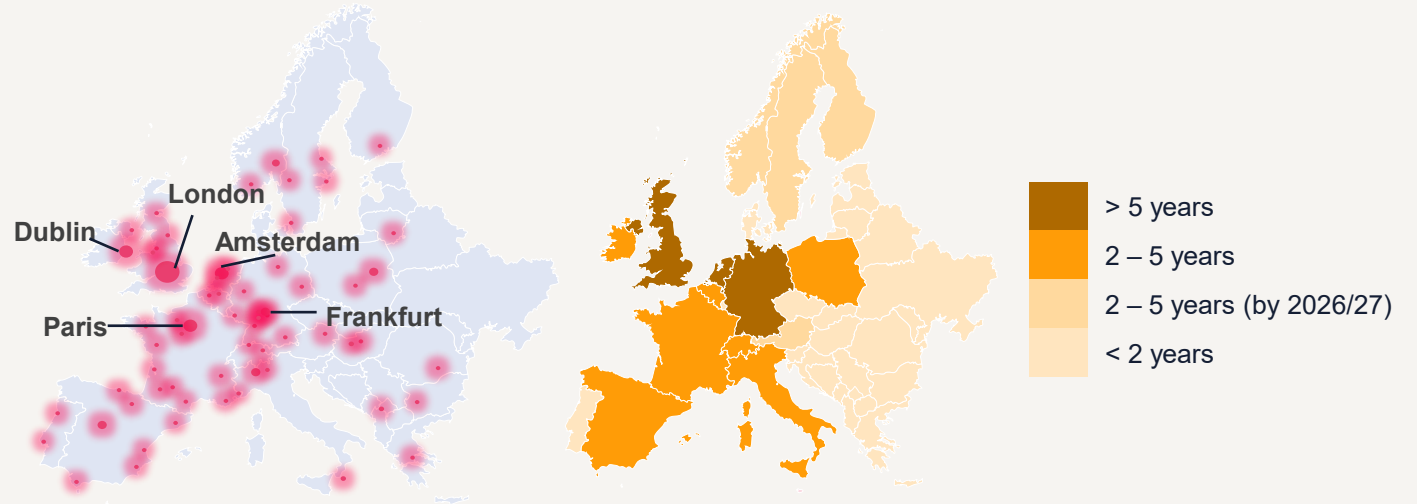 London
Dublin
Amsterdam
Paris
Frankfurt
> 5 years
2 – 5 years
2 – 5 years (by 2026/27)
< 2 years